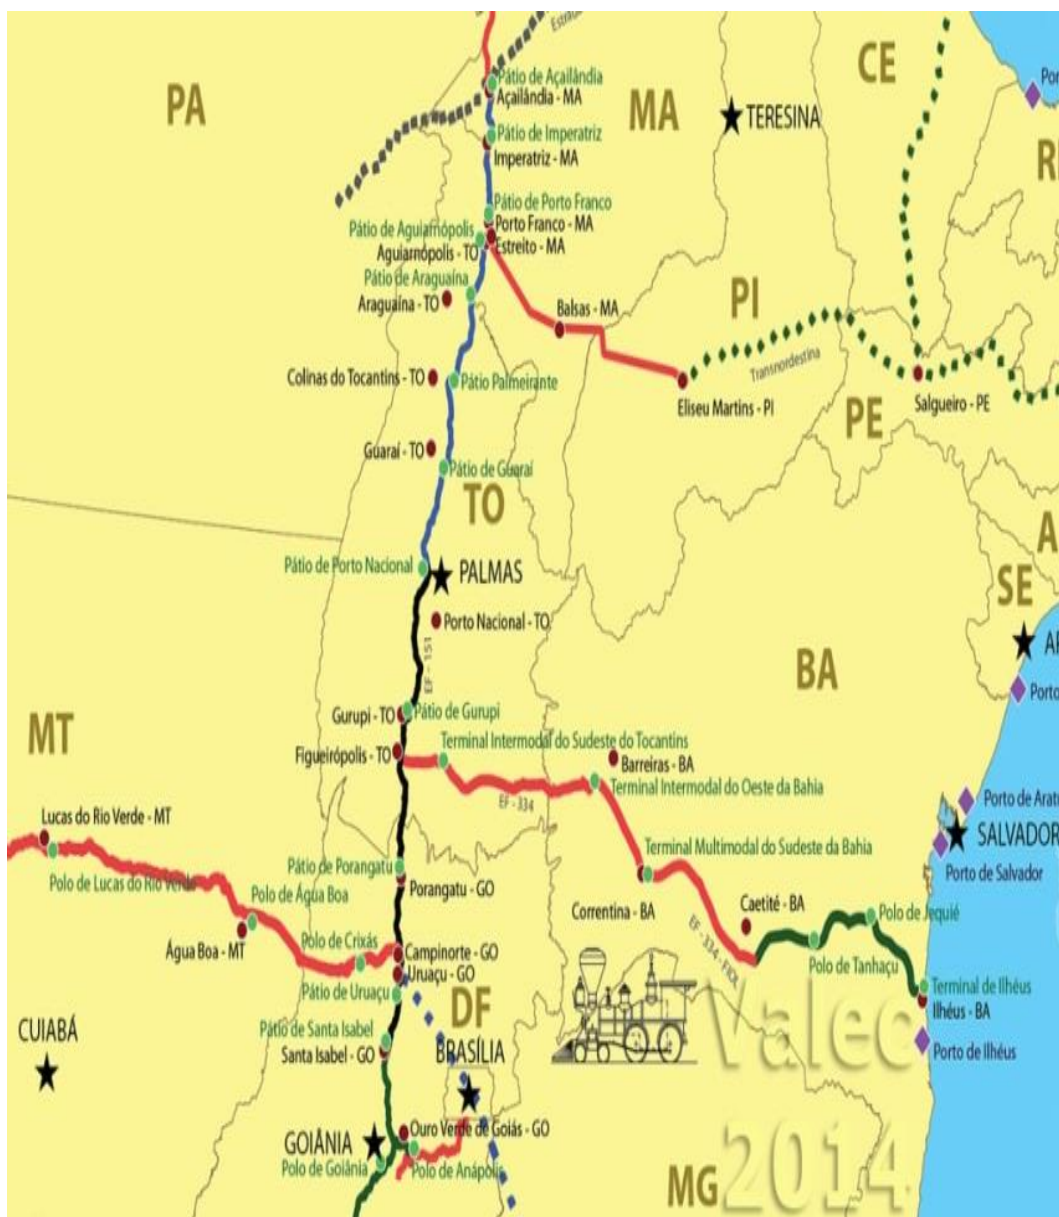 Pátio de Açailândia
Açailândia - MA
CE
PA
MA
TERESINA
Pátio de Imperatriz
Imperatriz - MA
Pátio de Porto Franco
Porto Franco - MA
Pátio de Aguiarnópolis
Aguiarnópolis - TO
Estreito - MA
Pátio de Araguaína
Araguaína - TO
Balsas - MA
PI
Transnordestina
Colinas do Tocantins - TO
Pátio Palmeirante
Eliseu Martins - PI
Salgueiro - PE
PE
Guaraí - TO
Pátio de Guaraí
TO
Pátio de Porto Nacional
PALMAS
SE
Porto Nacional - TO
EF - 151
BA
Porto
Gurupi - TO
Pátio de Gurupi
MT
Figueirópolis - TO
Terminal Intermodal do Sudeste do Tocantins
Barreiras - BA
Terminal Intermodal do Oeste da Bahia
EF - 334
Porto de Arat
Lucas do Rio Verde - MT
Polo de Lucas do Rio Verde
SALVADOR
Terminal Multimodal do Sudeste da Bahia
Porto de Salvador
Pátio de Porangatu
Porangatu - GO
Polo de Água Boa
Água Boa - MT
Correntina - BA
Caetité - BA
Polo de Jequié
EF - 334 - FIOL
Polo de Tanhaçu
Polo de Crixás
Campinorte - GO
Uruaçu - GO
Pátio de Uruaçu
Terminal de Ilhéus
Ilhéus - BA
Porto de Ilhéus
DF
CUIABÁ
Pátio de Santa Isabel
Santa Isabel - GO
BRASÍLIA
Valec
2014
Ouro Verde de Goiás - GO
GOIÂNIA
Polo de Goiânia
Polo de Anápolis
MG